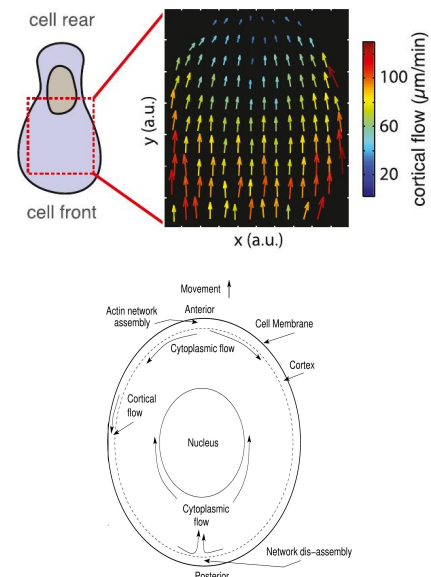 cell rear
cell front
y (a.u.)
x (a.u.)
100
60
20
cortical flow (µm/min)
Movement
Anterior
Actin network
assembly
Cell Membrane
Cytoplasmic flow
Cortex
Cortical
flow
Nucleus
Cytoplasmic
flow
Network dis-assembly
Posterior